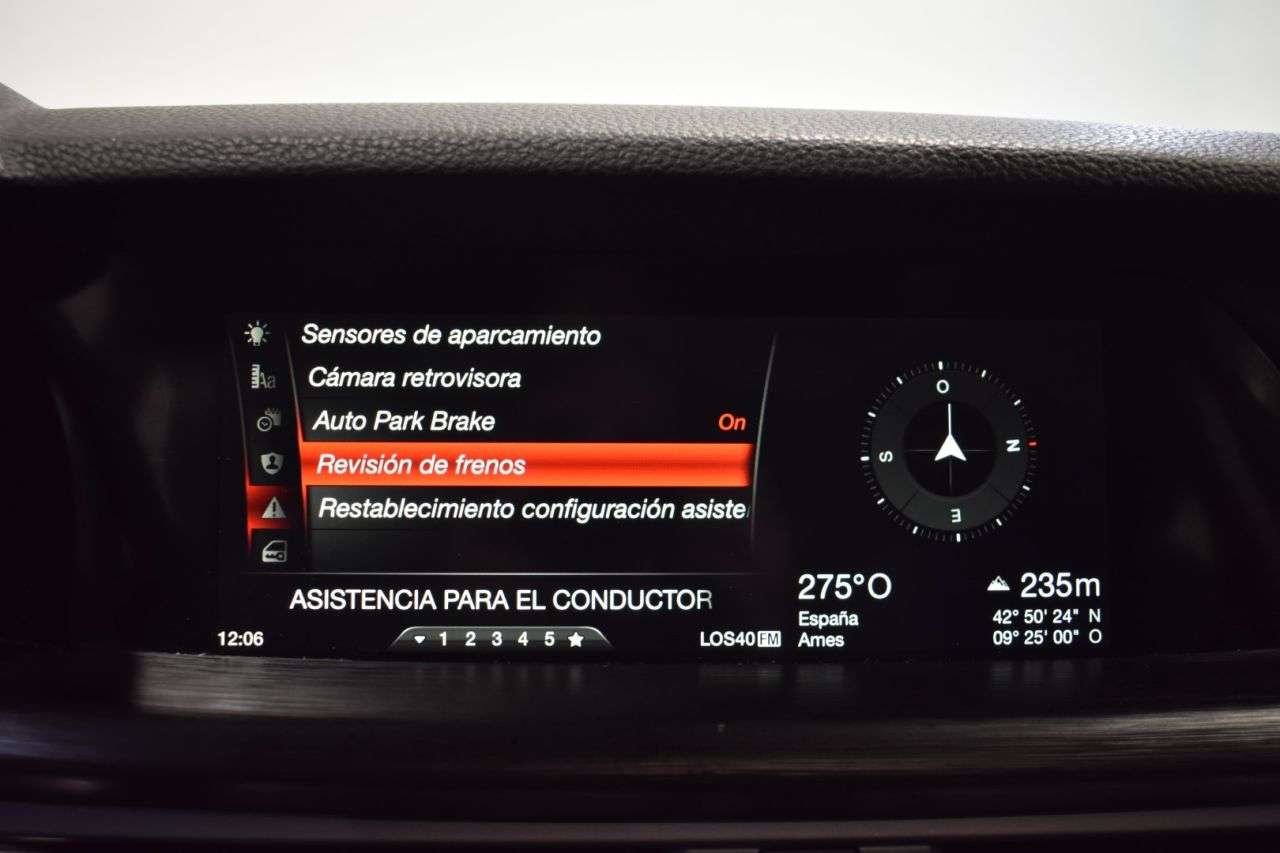 Sensores de aparcamiento
Aa
Cámara retrovisora
Auto Park Brake On
Revisión de frenos
Restablecimiento configuración asiste
ASISTENCIA PARA EL CONDUCTOR
12:06
1 2 3 4 5
LOS40 FM
O
N
S
E
275°O
235m
España
42° 50' 24" N
Ames
09° 25' 00" O